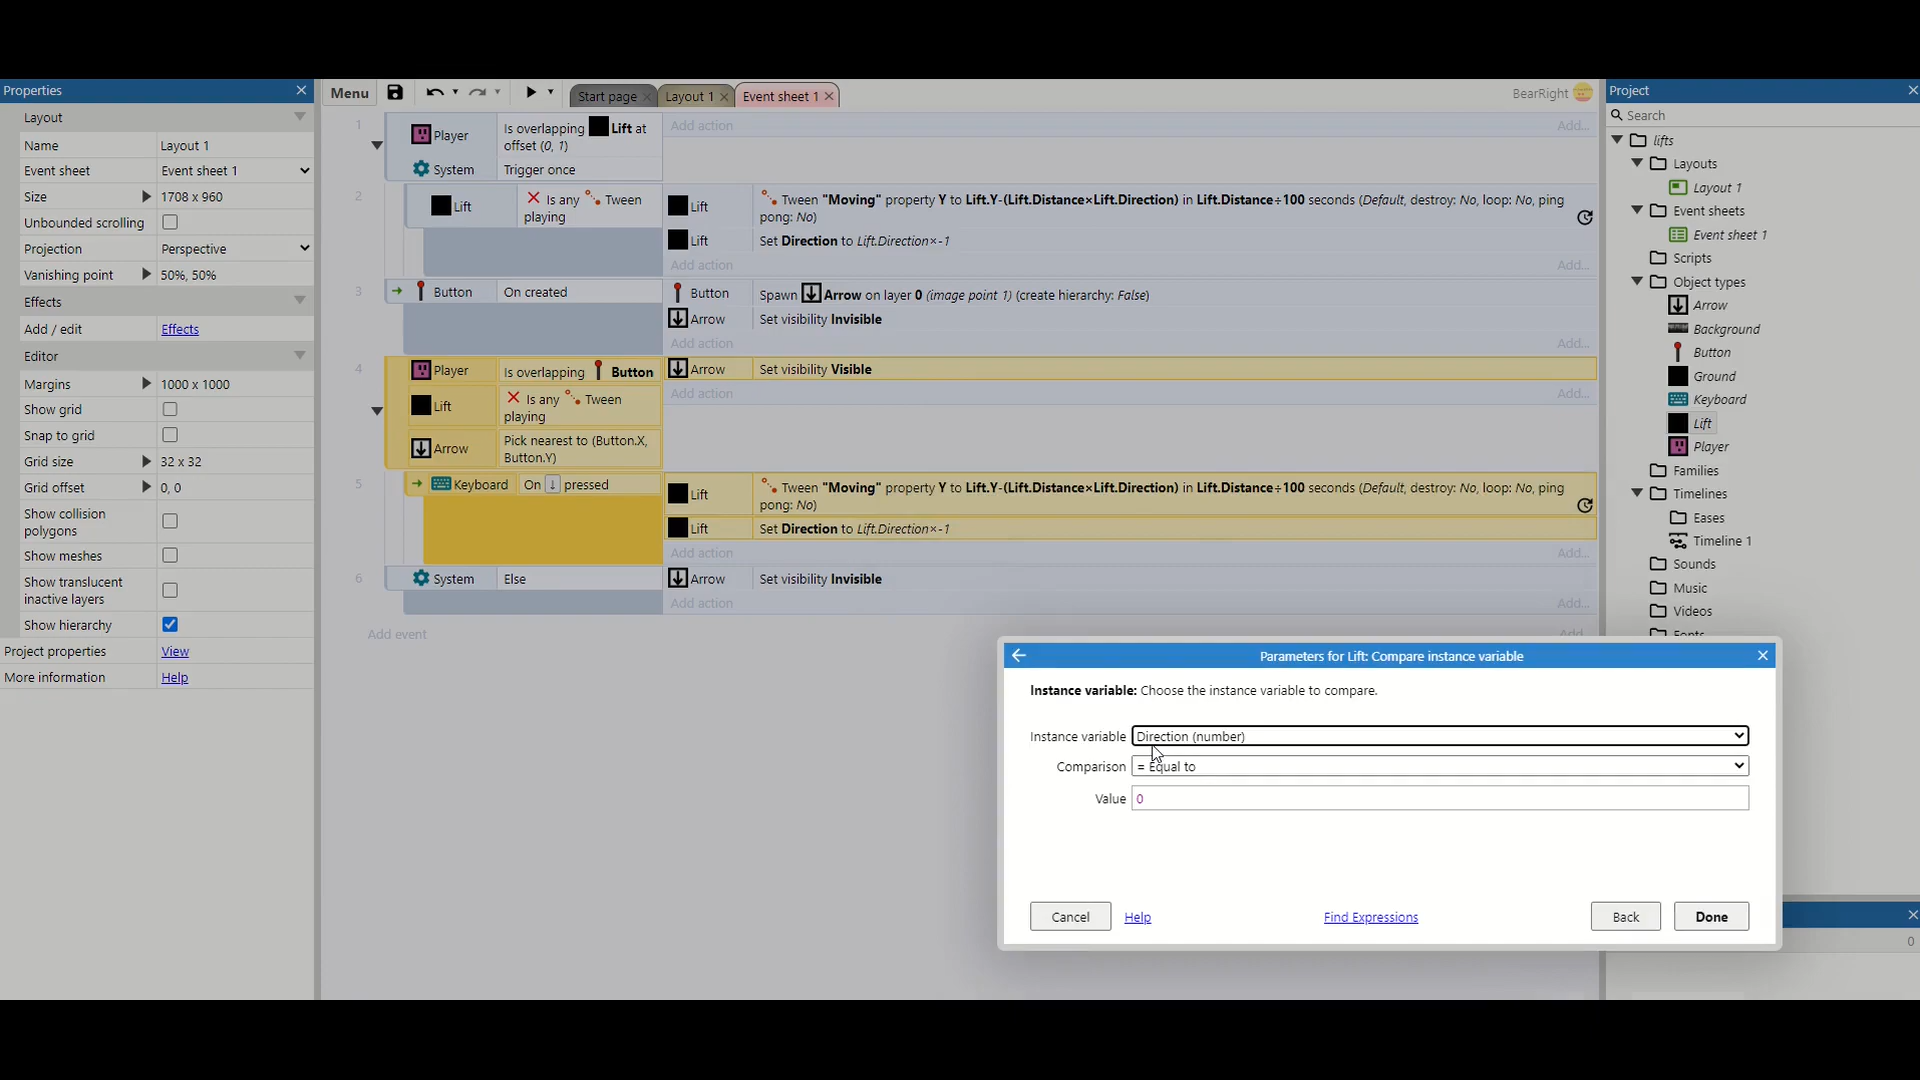 Properties
Layout
Name Layout 1
Event sheet Event sheet 1
Size 1708 x 960
Unbounded scrolling
Projection Perspective
Vanishing point 50%, 50%
Effects
Add / edit Effects
Editor
Margins 1000 x 1000
Show grid
Snap to grid
Grid size 32 x 32
Grid offset 0, 0
Show collision
polygons
Show meshes
Show translucent
inactive layers
Show hierarchy
Project properties View
More information Help
Menu
Start page
Layout 1
Event sheet 1
BearRight
1
Player
Is overlapping Lift at
offset (0, 1)
System Trigger once
Add action Add...
2
Lift
Is any Tween
playing
Lift
Tween "Moving" property Y to Lift.Y-(Lift.Distance×Lift.Direction) in Lift.Distance÷100 seconds (Default, destroy: No, loop: No, ping
pong: No)
Lift Set Direction to Lift.Direction×-1
Add action Add...
3
Button On created
Button Spawn Arrow on layer 0 (image point 1) (create hierarchy: False)
Arrow Set visibility Invisible
Add action Add...
4
Player Is overlapping Button
Lift
Is any Tween
playing
Arrow
Pick nearest to (Button.X,
Button.Y)
Arrow Set visibility Visible
Add action Add...
5
Keyboard On ↓ pressed
Lift
Tween "Moving" property Y to Lift.Y-(Lift.Distance×Lift.Direction) in Lift.Distance÷100 seconds (Default, destroy: No, loop: No, ping
pong: No)
Lift Set Direction to Lift.Direction×-1
Add action Add...
6
System Else
Arrow Set visibility Invisible
Add action Add...
Add event Add...
Parameters for Lift: Compare instance variable
Instance variable: Choose the instance variable to compare.
Instance variable Direction (number)
Comparison = Equal to
Value 0
Cancel Help Find Expressions Back Done
Project
Search
lifts
Layouts
Layout 1
Event sheets
Event sheet 1
Scripts
Object types
Arrow
Background
Button
Ground
Keyboard
Lift
Player
Families
Timelines
Eases
Timeline 1
Sounds
Music
Videos
Fonts
0